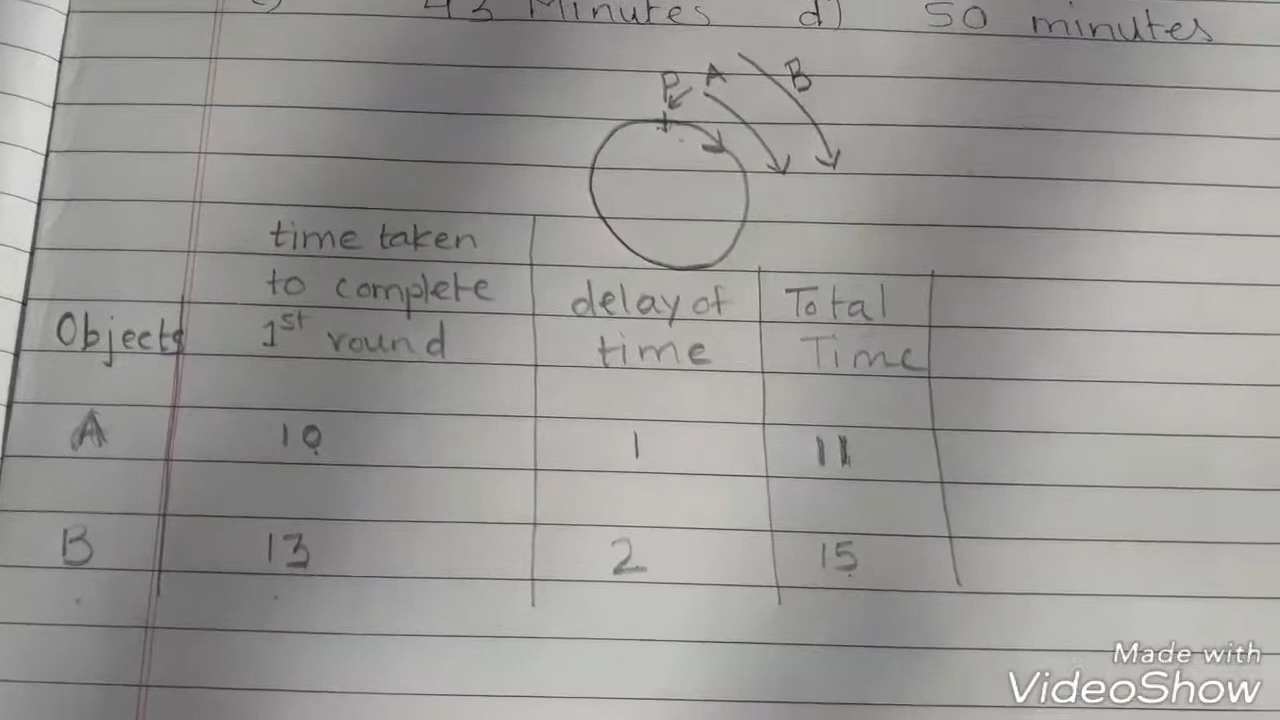 c) 43 Minutes d) 50 minutes
P A B
time taken
to complete delay of Total
Objects 1st round time Time
A 10 1 11
B 13 2 15
Made with
VideoShow